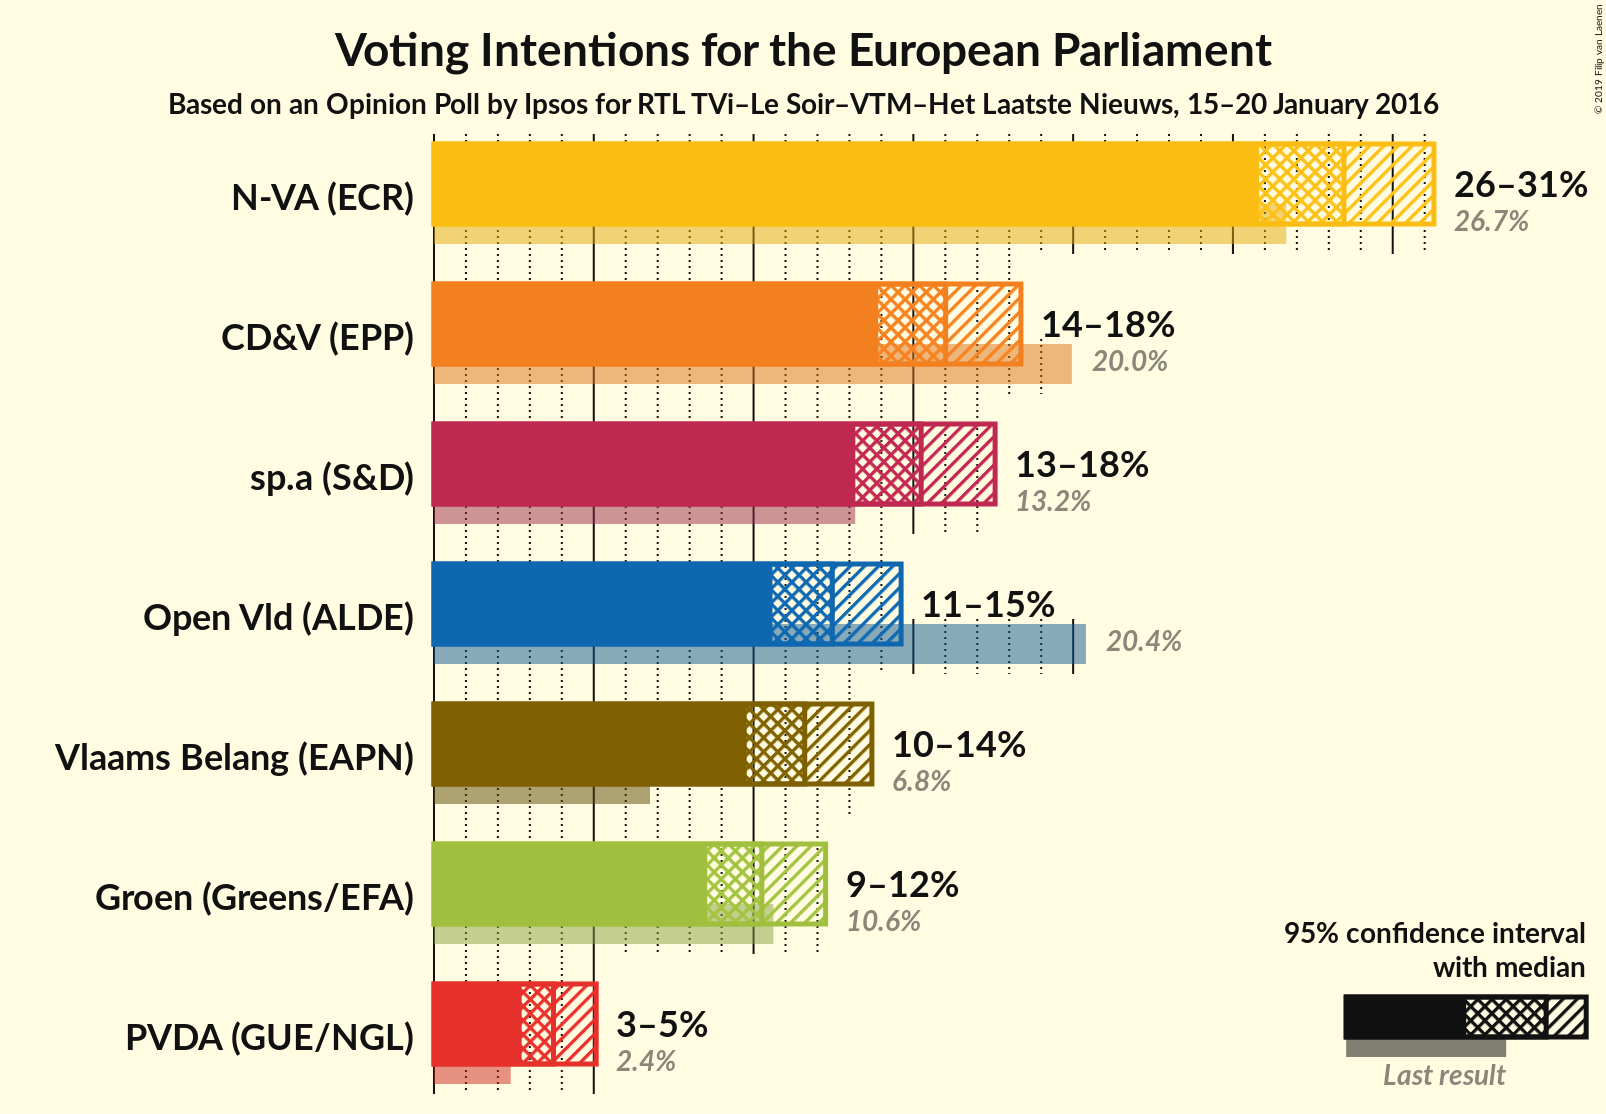 Voting Intentions for the European Parliament
Based on an Opinion Poll by Ipsos for RTL TVi–Le Soir–VTM–Het Laatste Nieuws, 15–20 January 2016
© 2019 Filip van Laenen
N-VA (ECR)
26–31%
26.7%
CD&V (EPP)
14–18%
20.0%
sp.a (S&D)
13–18%
13.2%
Open Vld (ALDE)
11–15%
20.4%
Vlaams Belang (EAPN)
10–14%
6.8%
Groen (Greens/EFA)
9–12%
10.6%
PVDA (GUE/NGL)
3–5%
2.4%
95% confidence interval
with median
Last result